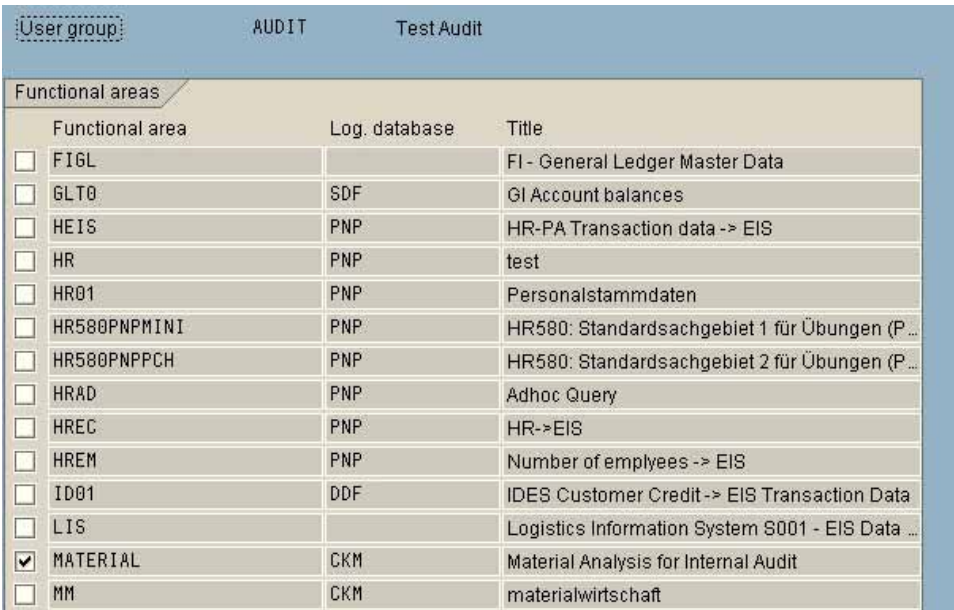 User group: AUDIT Test Audit
Functional areas
Functional area Log. database Title
FIGL FI - General Ledger Master Data
GLT0 SDF Gl Account balances
HEIS PNP HR-PA Transaction data -> EIS
HR PNP test
HR01 PNP Personalstammdaten
HR580PNPMINI PNP HR580: Standardsachgebiet 1 für Übungen (P...
HR580PNPPCH PNP HR580: Standardsachgebiet 2 für Übungen (P...
HRAD PNP Adhoc Query
HREC PNP HR->EIS
HREM PNP Number of emplyees -> EIS
ID01 DDF IDES Customer Credit -> EIS Transaction Data
LIS Logistics Information System S001 - EIS Data ...
MATERIAL CKM Material Analysis for Internal Audit
MM CKM materialwirtschaft